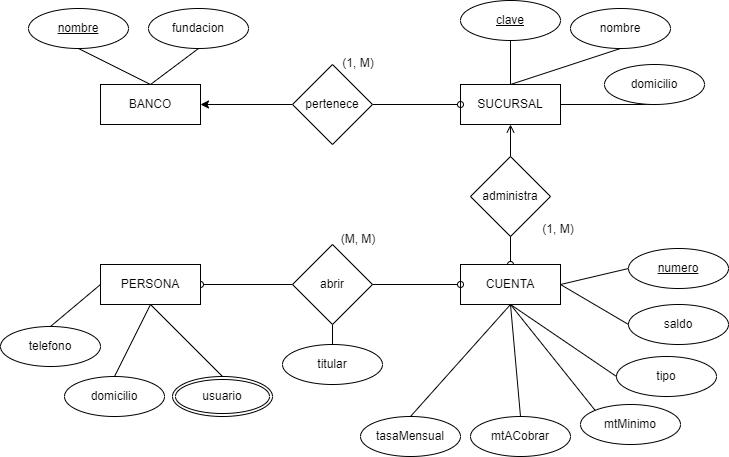 nombre
fundacion
clave
nombre
domicilio
(1, M)
BANCO
pertenece
SUCURSAL
administra
(1, M)
(M, M)
PERSONA
abrir
CUENTA
numero
saldo
telefono
titular
tipo
domicilio
usuario
tasaMensual
mtACobrar
mtMinimo